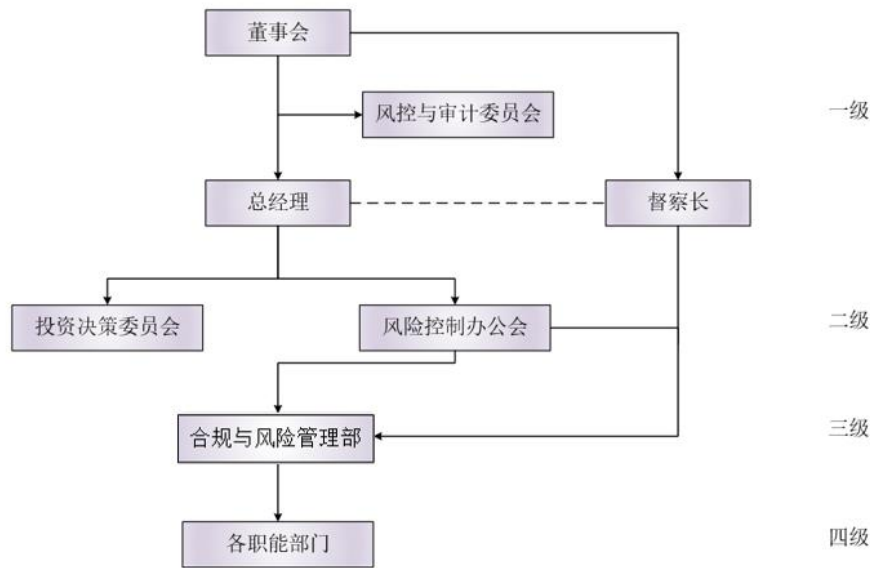 董事会
风控与审计委员会
一级
总经理
督察长
投资决策委员会
风险控制办公会
二级
合规与风险管理部
三级
各职能部门
四级